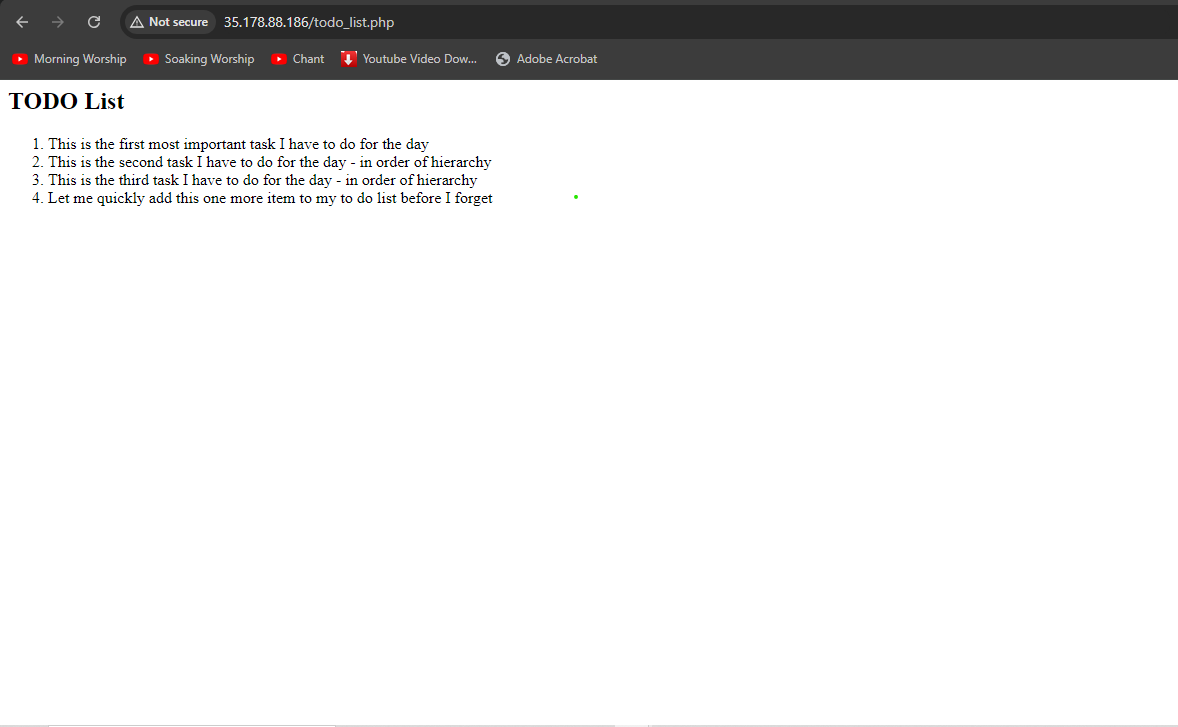 Not secure 35.178.88.186/todo_list.php
Morning Worship Soaking Worship Chant Youtube Video Dow... Adobe Acrobat
TODO List
1. This is the first most important task I have to do for the day
2. This is the second task I have to do for the day - in order of hierarchy
3. This is the third task I have to do for the day - in order of hierarchy
4. Let me quickly add this one more item to my to do list before I forget